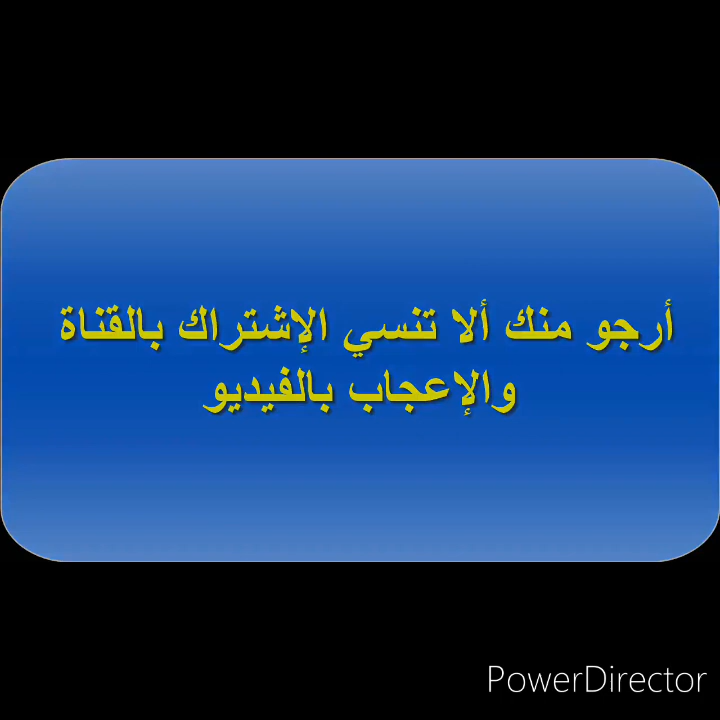 أرجو منك ألا تنسي الإشتراك بالقناة
والإعجاب بالفيديو
PowerDirector